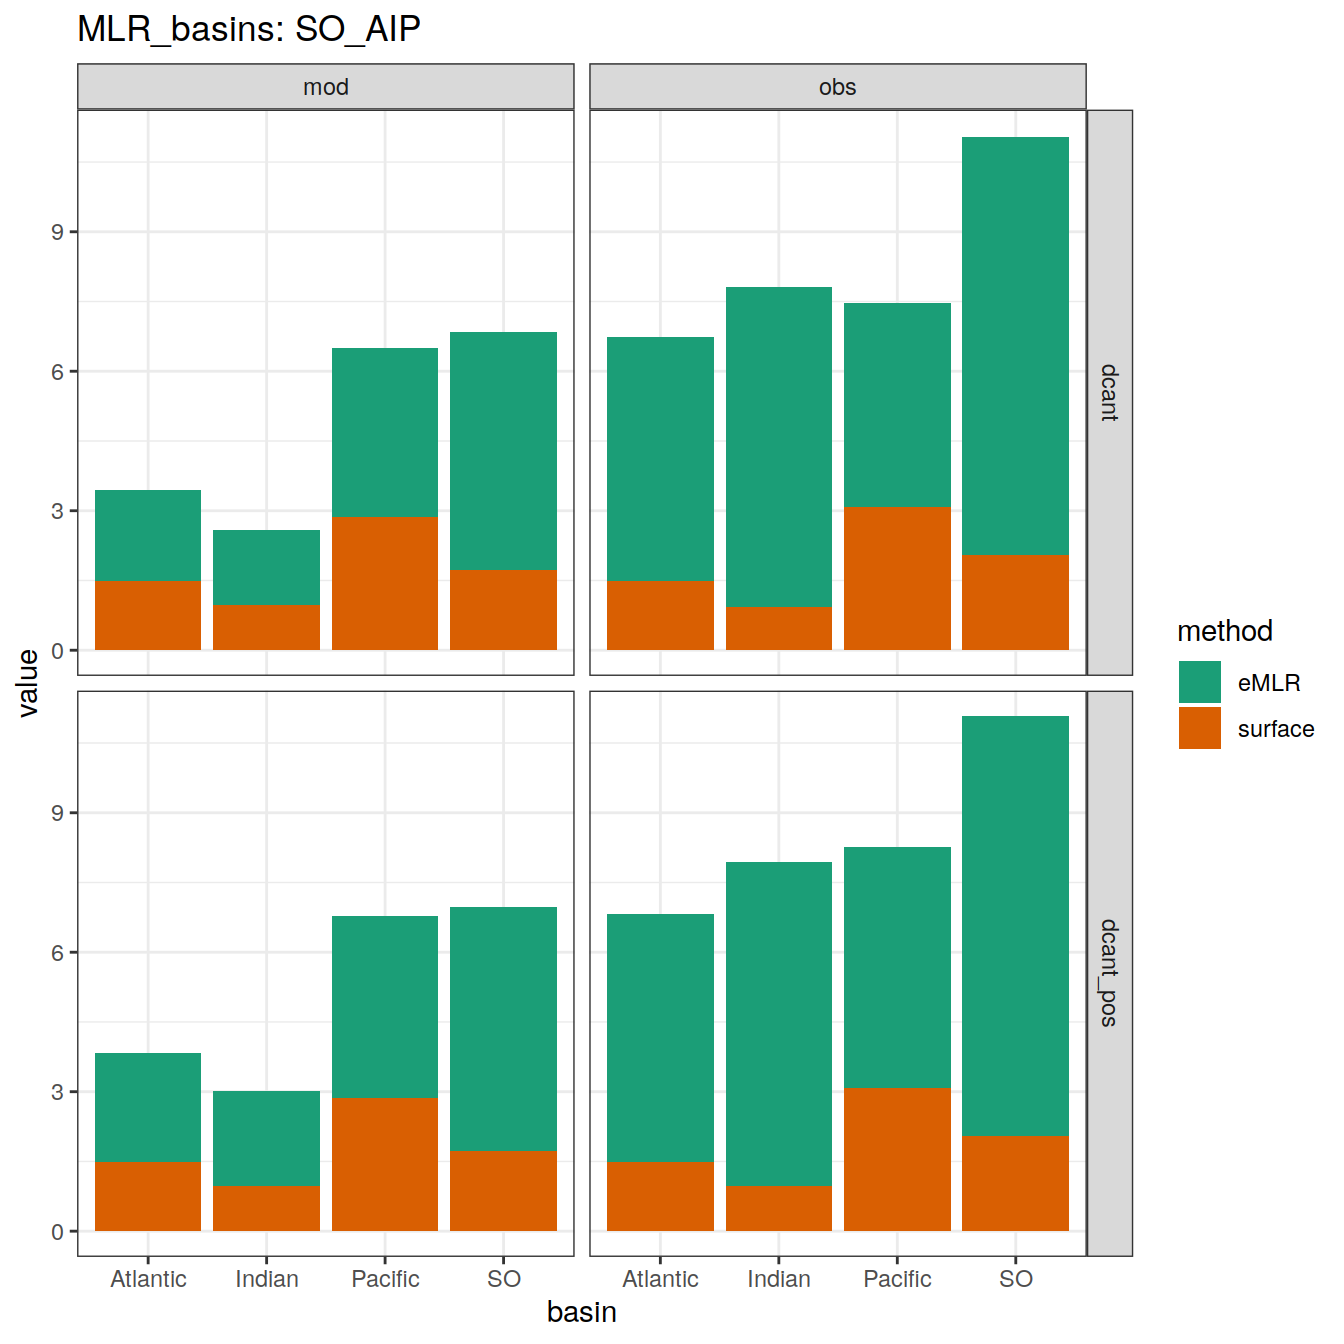 MLR_basins: SO_AIP
mod
obs
dcant
9
6
3
0
dcant_pos
9
6
3
0
value
Atlantic Indian Pacific SO
Atlantic Indian Pacific SO
basin
method
eMLR
surface